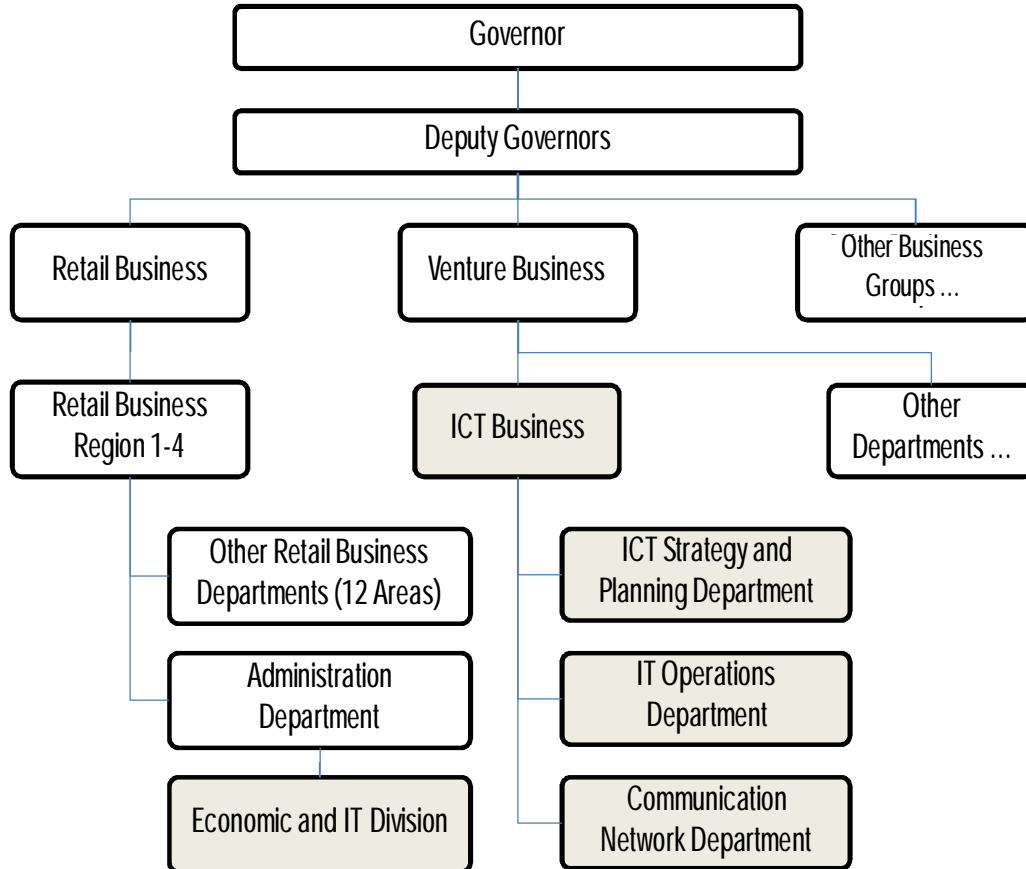 Governor
Deputy Governors
Retail Business
Venture Business
Other Business
Groups ...
Retail Business
Region 1-4
ICT Business
Other
Departments ...
Other Retail Business
Departments (12 Areas)
ICT Strategy and
Planning Department
Administration
Department
IT Operations
Department
Economic and IT Division
Communication
Network Department